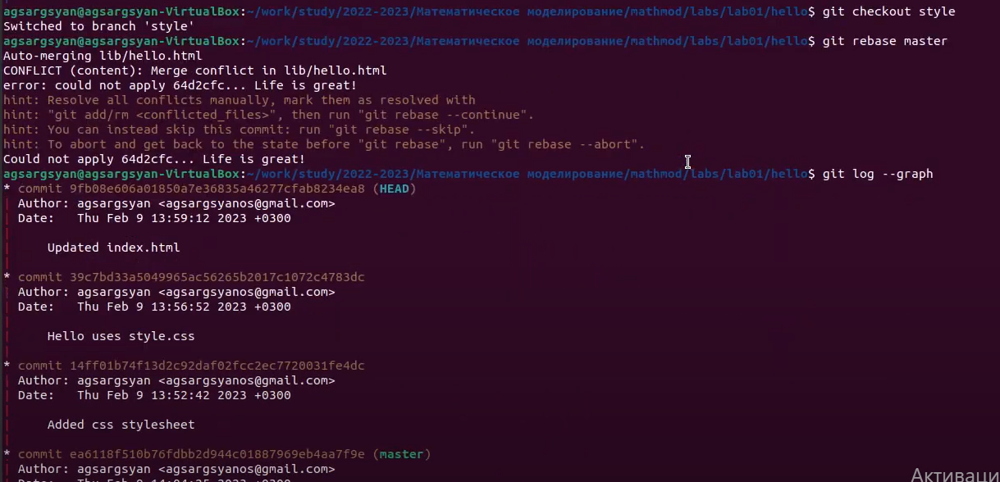 agsargsyan@agsargsyan-VirtualBox:~/work/study/2022-2023/Математическое моделирование/mathmod/labs/lab01/hello$ git checkout style
Switched to branch 'style'
agsargsyan@agsargsyan-VirtualBox:~/work/study/2022-2023/Математическое моделирование/mathmod/labs/lab01/hello$ git rebase master
Auto-merging lib/hello.html
CONFLICT (content): Merge conflict in lib/hello.html
error: could not apply 64d2cfc... Life is great!
hint: Resolve all conflicts manually, mark them as resolved with
hint: "git add/rm <conflicted_files>", then run "git rebase --continue".
hint: You can instead skip this commit: run "git rebase --skip".
hint: To abort and get back to the state before "git rebase", run "git rebase --abort".
Could not apply 64d2cfc... Life is great!
agsargsyan@agsargsyan-VirtualBox:~/work/study/2022-2023/Математическое моделирование/mathmod/labs/lab01/hello$ git log --graph
* commit 9fb08e606a01850a7e36835a46277cfab8234ea8 (HEAD)
| Author: agsargsyan <agsargsyanos@gmail.com>
| Date:   Thu Feb 9 13:59:12 2023 +0300
|
|     Updated index.html
|
* commit 39c7bd33a5049965ac56265b2017c1072c4783dc
| Author: agsargsyan <agsargsyanos@gmail.com>
| Date:   Thu Feb 9 13:56:52 2023 +0300
|
|     Hello uses style.css
|
* commit 14ff01b74f13d2c92daf02fcc2ec7720031fe4dc
| Author: agsargsyan <agsargsyanos@gmail.com>
| Date:   Thu Feb 9 13:52:42 2023 +0300
|
|     Added css stylesheet
|
* commit ea6118f510b76fdbb2d944c01887969eb4aa7f9e (master)
| Author: agsargsyan <agsargsyanos@gmail.com>
Активаци